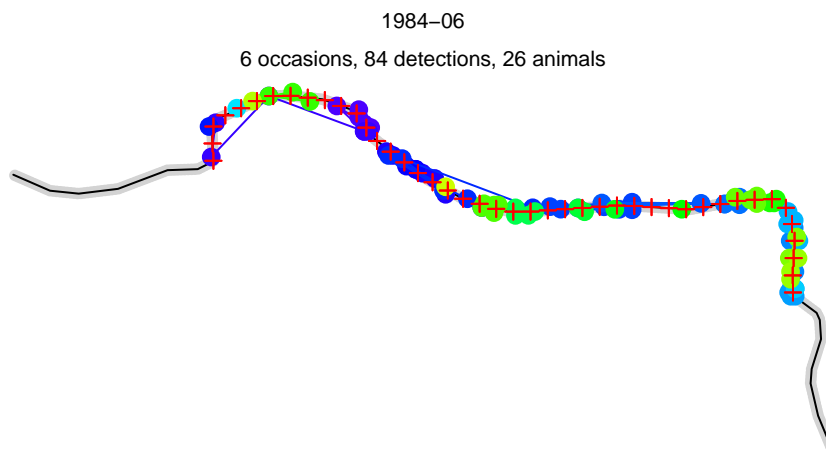 1984−06
6 occasions, 84 detections, 26 animals